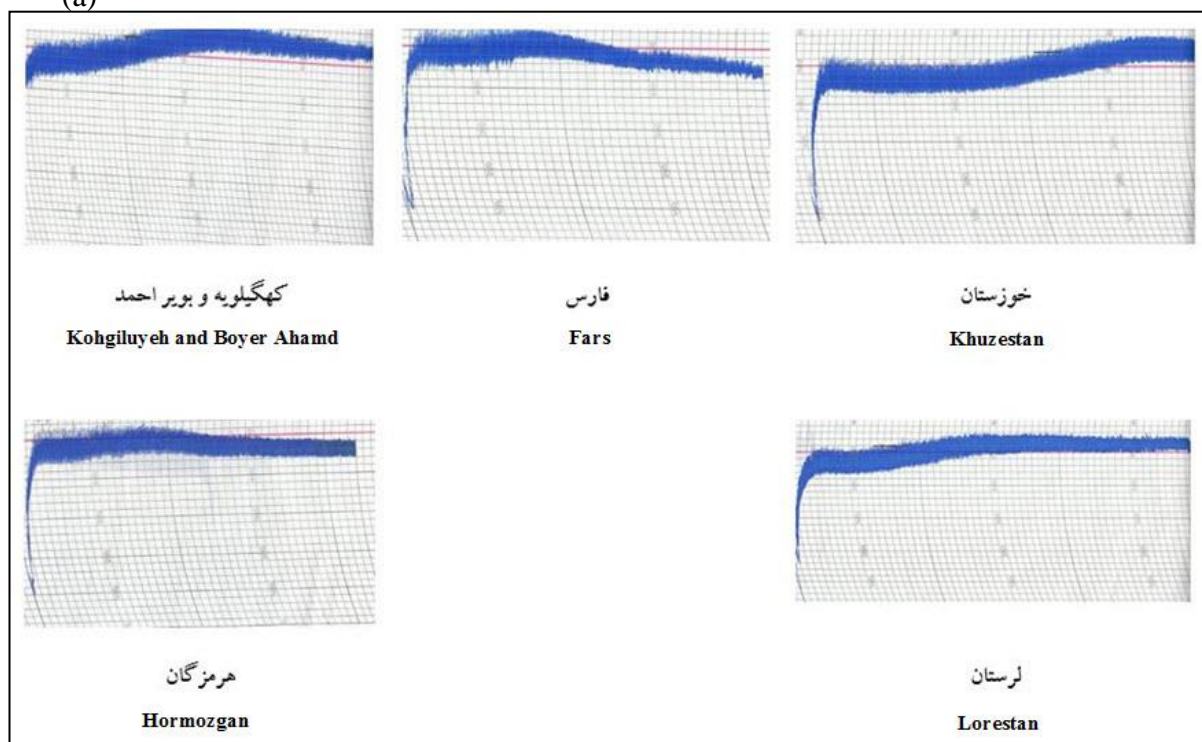 (a)
کهگیلویه و بویر احمد
Kohgiluyeh and Boyer Ahamd
فارس
Fars
خوزستان
Khuzestan
هرمزگان
Hormozgan
لرستان
Lorestan